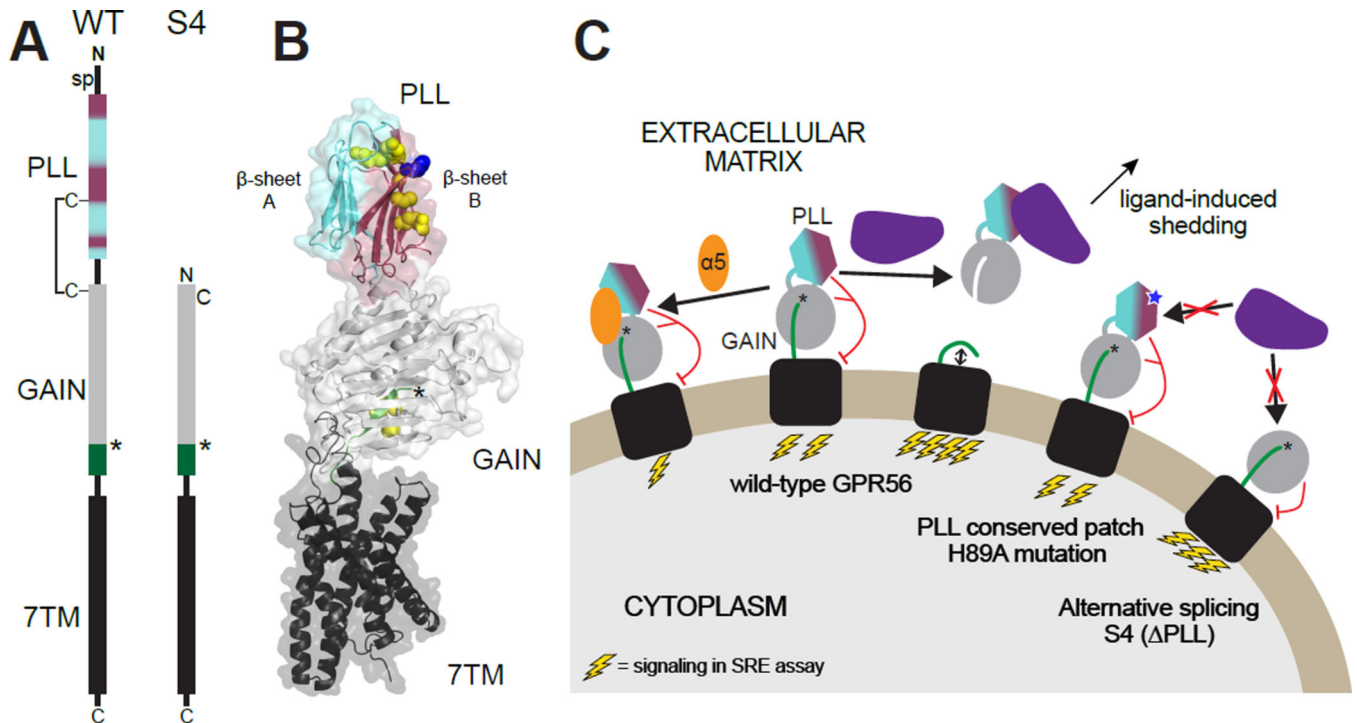 A
WT
S4
N
sp
PLL
C
C
N
C
GAIN
*
*
7TM
C
C
B
PLL
β-sheet
A
β-sheet
B
*
GAIN
7TM
C
EXTRACELLULAR
MATRIX
PLL
α5
ligand-induced
shedding
*
*
GAIN
*
*
wild-type GPR56
PLL conserved patch
H89A mutation
CYTOPLASM
Alternative splicing
S4 (ΔPLL)
= signaling in SRE assay